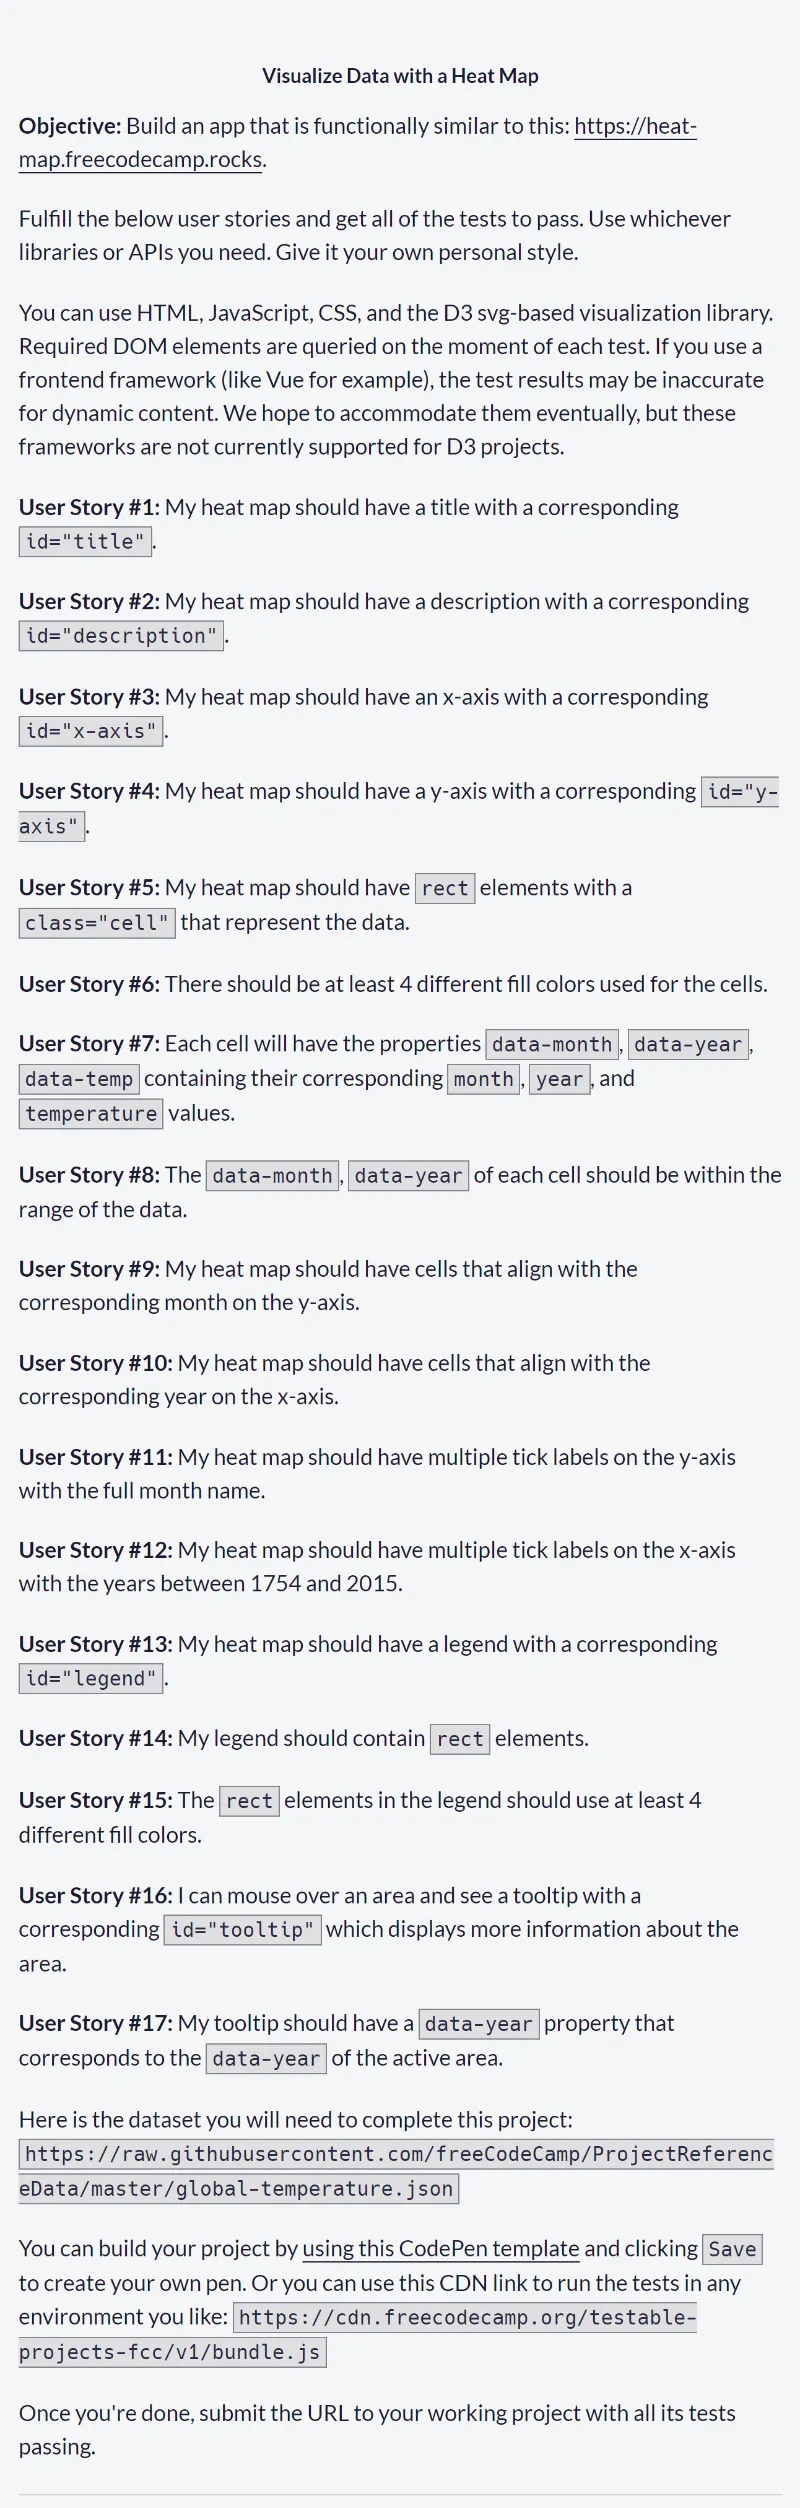 Visualize Data with a Heat Map
Objective: Build an app that is functionally similar to this: https://heat-
map.freecodecamp.rocks.
Fulfill the below user stories and get all of the tests to pass. Use whichever
libraries or APIs you need. Give it your own personal style.
You can use HTML, JavaScript, CSS, and the D3 svg-based visualization library.
Required DOM elements are queried on the moment of each test. If you use a
frontend framework (like Vue for example), the test results may be inaccurate
for dynamic content. We hope to accommodate them eventually, but these
frameworks are not currently supported for D3 projects.
User Story #1: My heat map should have a title with a corresponding
id="title".
User Story #2: My heat map should have a description with a corresponding
id="description".
User Story #3: My heat map should have an x-axis with a corresponding
id="x-axis".
User Story #4: My heat map should have a y-axis with a corresponding id="y-
axis".
User Story #5: My heat map should have rect elements with a
class="cell" that represent the data.
User Story #6: There should be at least 4 different fill colors used for the cells.
User Story #7: Each cell will have the properties data-month, data-year,
data-temp containing their corresponding month, year, and
temperature values.
User Story #8: The data-month, data-year of each cell should be within the
range of the data.
User Story #9: My heat map should have cells that align with the
corresponding month on the y-axis.
User Story #10: My heat map should have cells that align with the
corresponding year on the x-axis.
User Story #11: My heat map should have multiple tick labels on the y-axis
with the full month name.
User Story #12: My heat map should have multiple tick labels on the x-axis
with the years between 1754 and 2015.
User Story #13: My heat map should have a legend with a corresponding
id="legend".
User Story #14: My legend should contain rect elements.
User Story #15: The rect elements in the legend should use at least 4
different fill colors.
User Story #16: I can mouse over an area and see a tooltip with a
corresponding id="tooltip" which displays more information about the
area.
User Story #17: My tooltip should have a data-year property that
corresponds to the data-year of the active area.
Here is the dataset you will need to complete this project:
https://raw.githubusercontent.com/freeCodeCamp/ProjectReferenc
eData/master/global-temperature.json
You can build your project by using this CodePen template and clicking Save
to create your own pen. Or you can use this CDN link to run the tests in any
environment you like: https://cdn.freecodecamp.org/testable-
projects-fcc/v1/bundle.js
Once you're done, submit the URL to your working project with all its tests
passing.